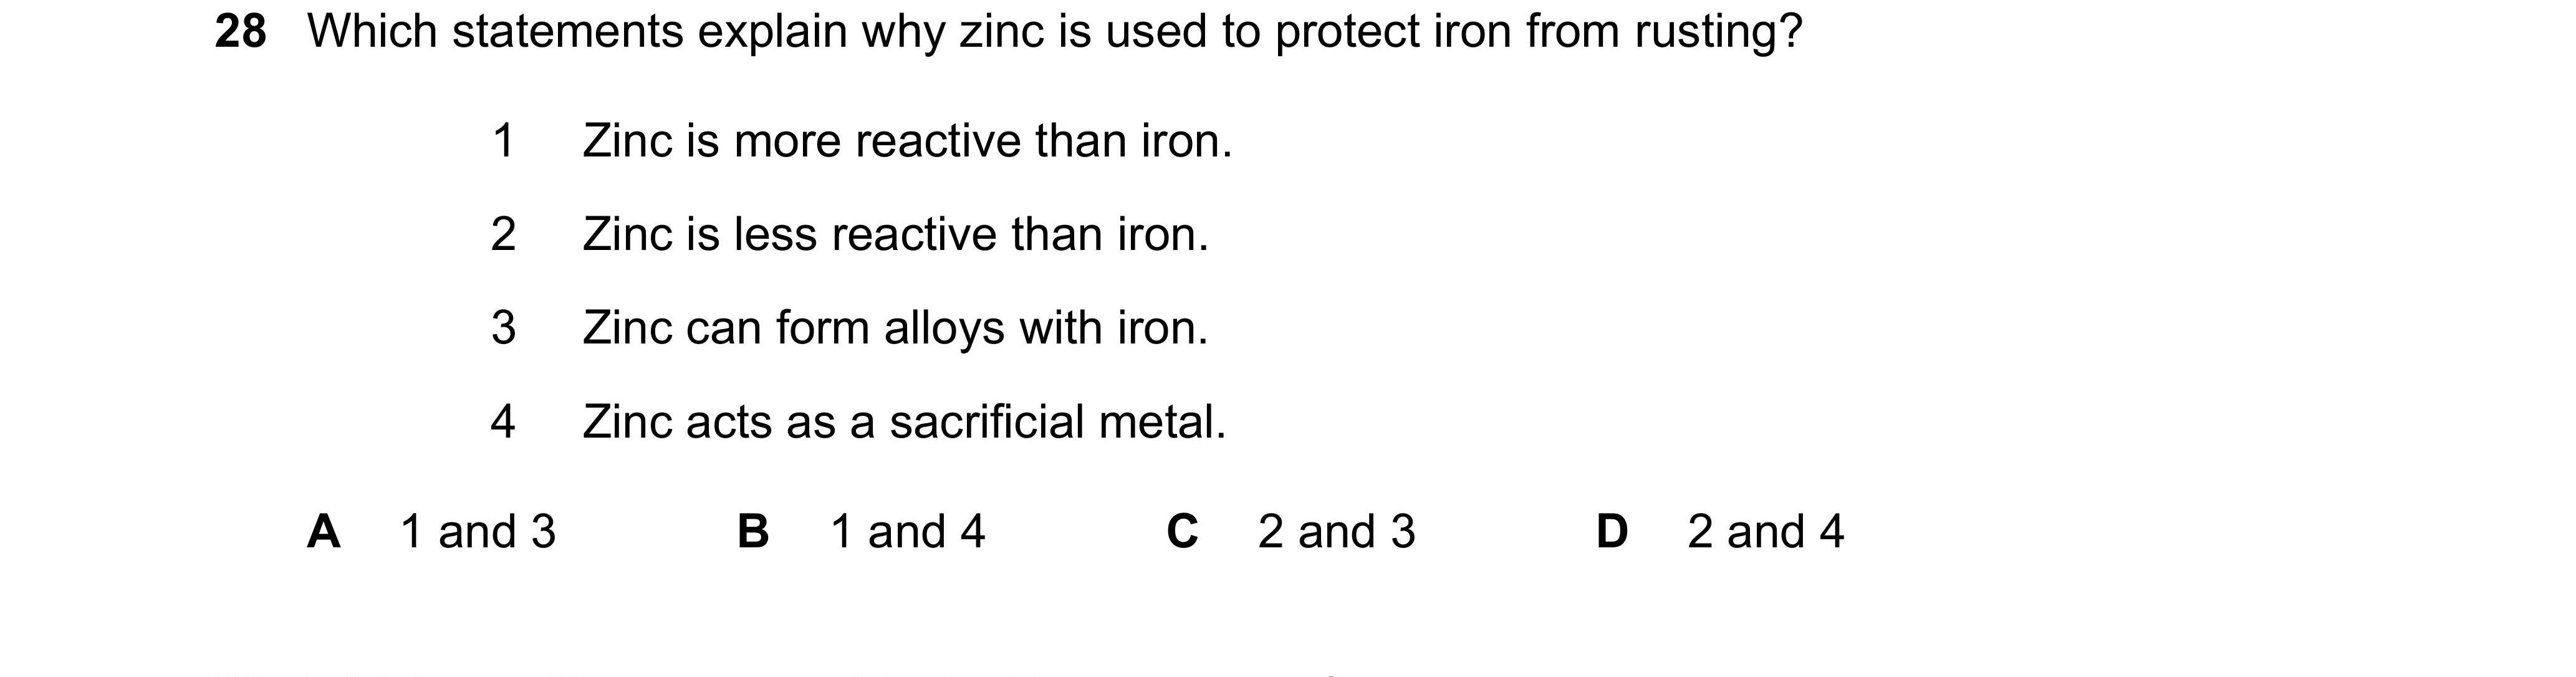 28 Which statements explain why zinc is used to protect iron from rusting?
1 Zinc is more reactive than iron.
2 Zinc is less reactive than iron.
3 Zinc can form alloys with iron.
4 Zinc acts as a sacrificial metal.
A 1 and 3 B 1 and 4 C 2 and 3 D 2 and 4